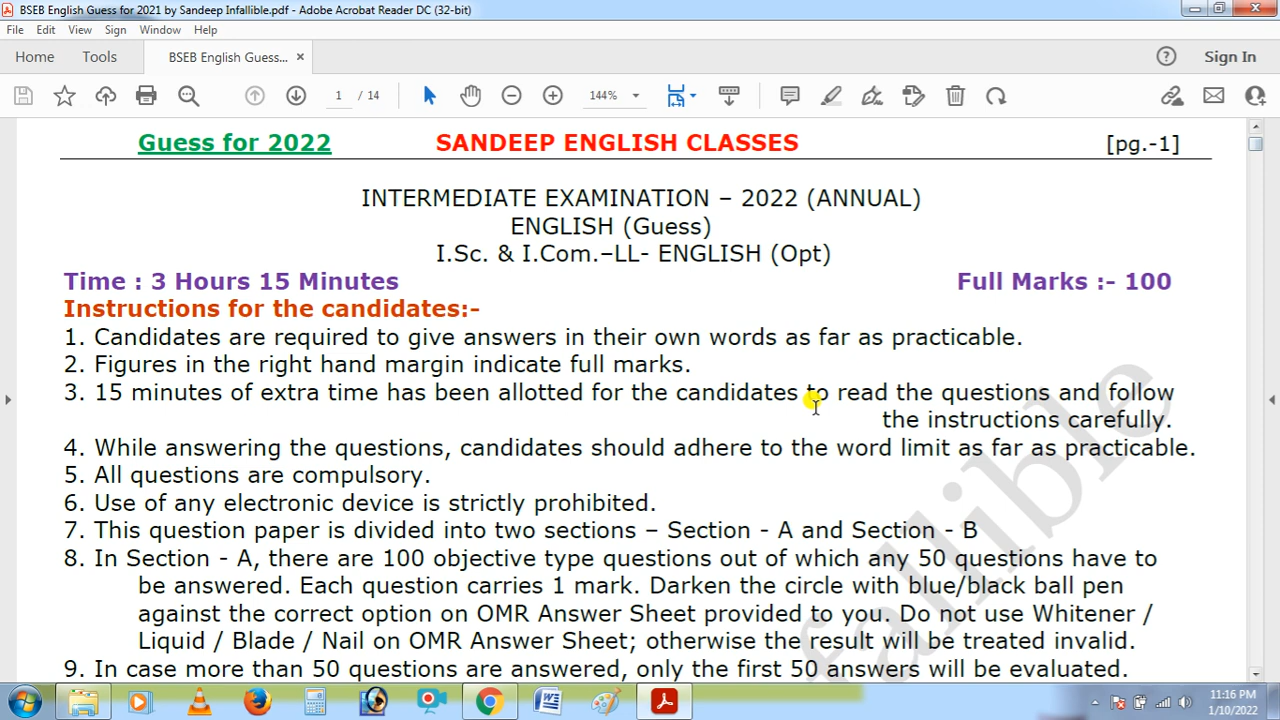 BSEB English Guess for 2021 by Sandeep Infallible.pdf - Adobe Acrobat Reader DC (32-bit)
File Edit View Sign Window Help
Home Tools BSEB English Guess... × Sign In
1 / 14 144%
Guess for 2022 SANDEEP ENGLISH CLASSES [pg.-1]
INTERMEDIATE EXAMINATION – 2022 (ANNUAL)
ENGLISH (Guess)
I.Sc. & I.Com.–LL- ENGLISH (Opt)
Time : 3 Hours 15 Minutes Full Marks :- 100
Instructions for the candidates:-
1. Candidates are required to give answers in their own words as far as practicable.
2. Figures in the right hand margin indicate full marks.
3. 15 minutes of extra time has been allotted for the candidates to read the questions and follow
the instructions carefully.
4. While answering the questions, candidates should adhere to the word limit as far as practicable.
5. All questions are compulsory.
6. Use of any electronic device is strictly prohibited.
7. This question paper is divided into two sections – Section - A and Section - B
8. In Section - A, there are 100 objective type questions out of which any 50 questions have to
be answered. Each question carries 1 mark. Darken the circle with blue/black ball pen
against the correct option on OMR Answer Sheet provided to you. Do not use Whitener /
Liquid / Blade / Nail on OMR Answer Sheet; otherwise the result will be treated invalid.
9. In case more than 50 questions are answered, only the first 50 answers will be evaluated.
fallible
11:16 PM
1/10/2022